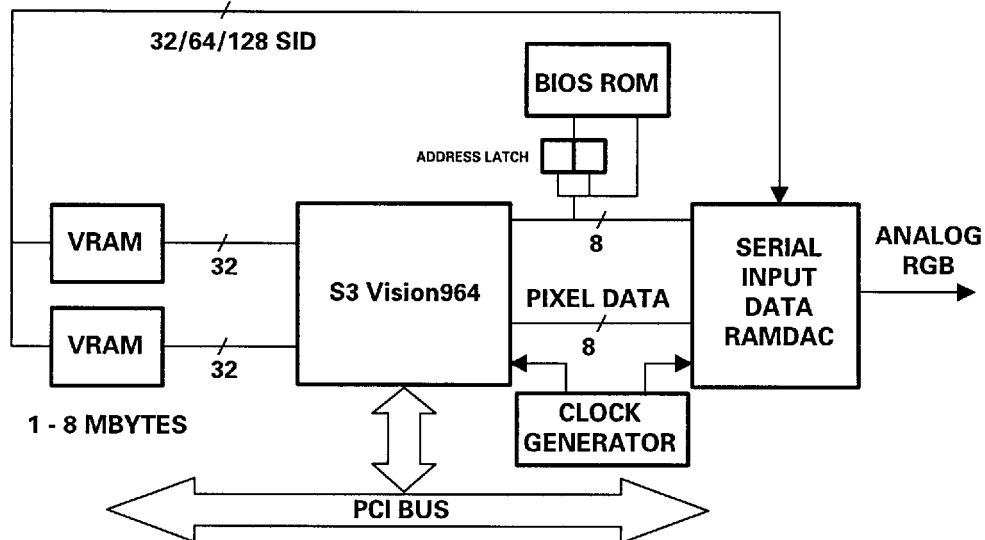 32/64/128 SID
BIOS ROM
ADDRESS LATCH
VRAM
32
S3 Vision964
8
PIXEL DATA
8
SERIAL
INPUT
DATA
RAMDAC
ANALOG
RGB
VRAM
32
1 - 8 MBYTES
CLOCK
GENERATOR
PCI BUS